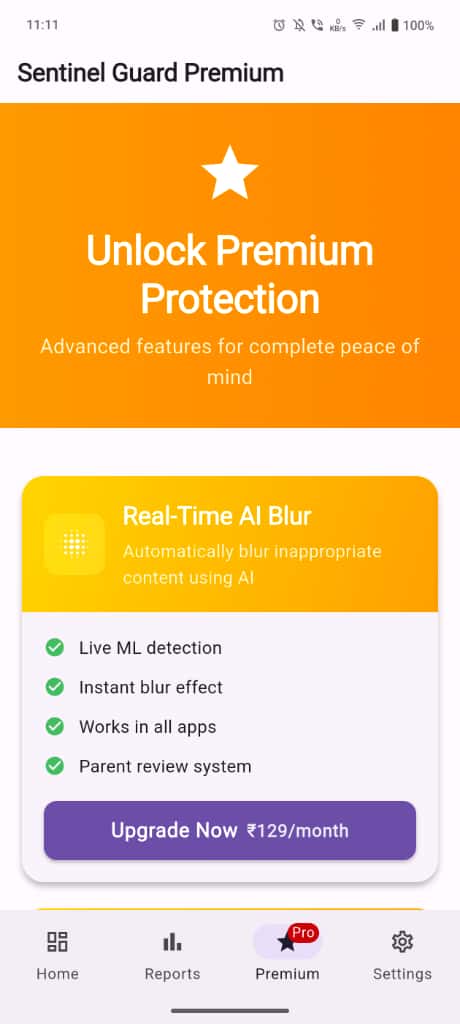 11:11
0
KB/s
100%
Sentinel Guard Premium
Unlock Premium
Protection
Advanced features for complete peace of
mind
Real-Time AI Blur
Automatically blur inappropriate
content using AI
Live ML detection
Instant blur effect
Works in all apps
Parent review system
Upgrade Now ₹129/month
Pro
Home
Reports
Premium
Settings